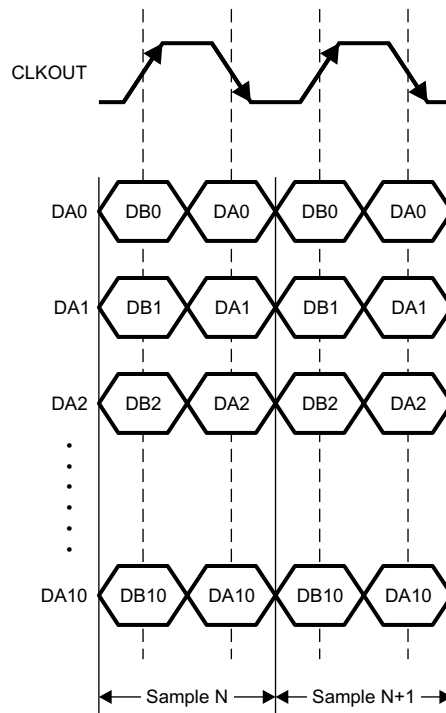 CLKOUT
DA0 DB0 DA0 DB0 DA0
DA1 DB1 DA1 DB1 DA1
DA2 DB2 DA2 DB2 DA2
DA10 DB10 DA10 DB10 DA10
Sample N Sample N+1